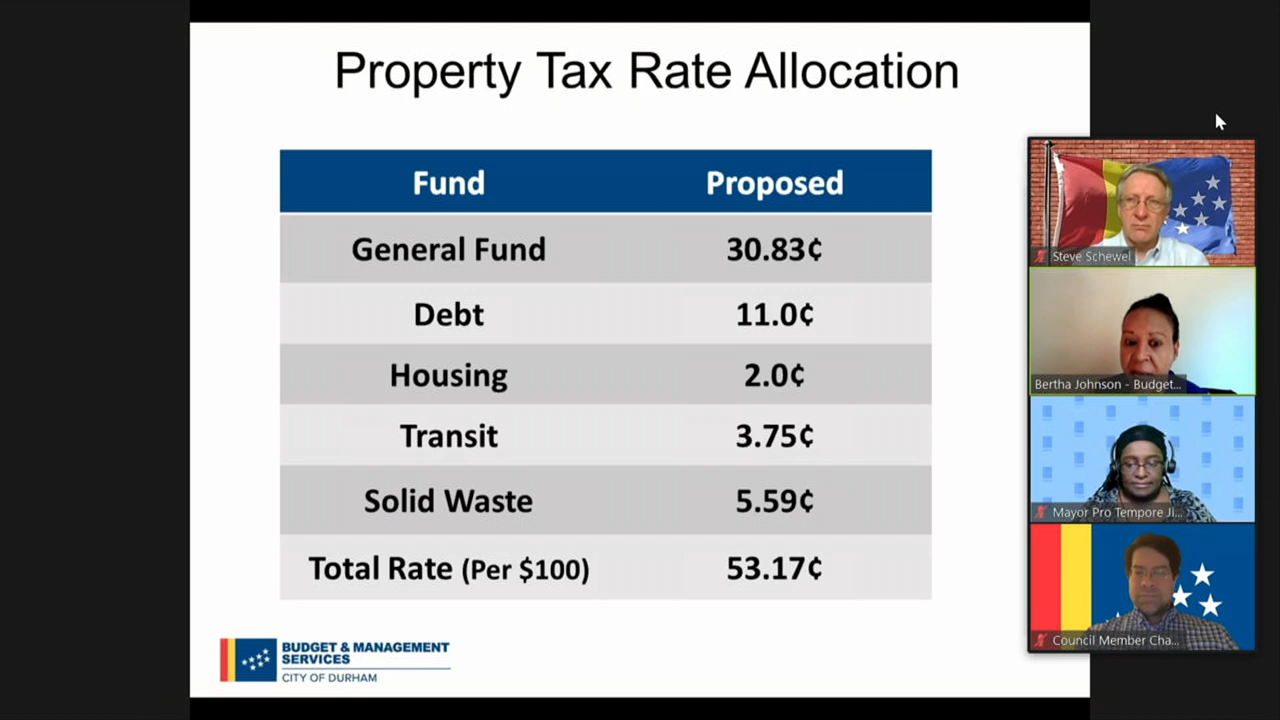 Property Tax Rate Allocation
Fund Proposed
General Fund 30.83¢
Debt 11.0¢
Housing 2.0¢
Transit 3.75¢
Solid Waste 5.59¢
Total Rate (Per $100) 53.17¢
BUDGET & MANAGEMENT
SERVICES
CITY OF DURHAM
Steve Schewel
Bertha Johnson - Budget...
Mayor Pro Tempore Ji...
Council Member Cha...